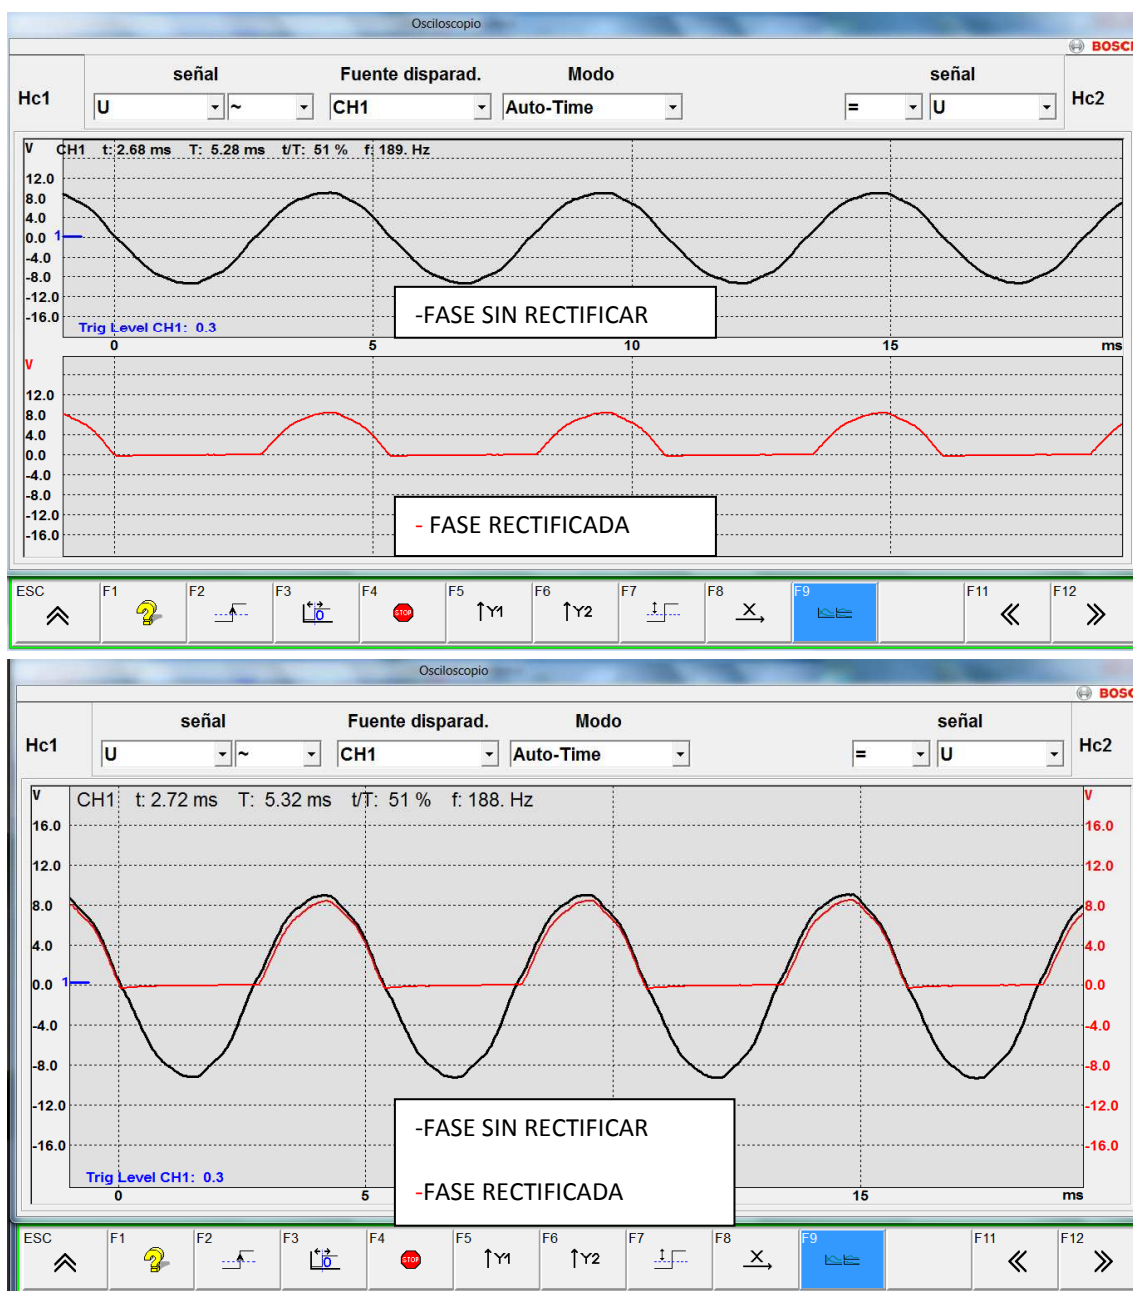 Osciloscopio
BOSCH
señal Fuente disparad. Modo señal
Hc1 U ~ CH1 Auto-Time = U Hc2
V CH1 t: 2.68 ms T: 5.28 ms t/T: 51 % f: 189. Hz
12.0
8.0
4.0
0.0 1
-4.0
-8.0
-12.0
-16.0
-FASE SIN RECTIFICAR
Trig Level CH1: 0.3
0 5 10 15 ms
V
12.0
8.0
4.0
0.0
-4.0
-8.0
-12.0
-16.0
- FASE RECTIFICADA
ESC F1 F2 F3 F4 F5 F6 F7 F8 F9 F11 F12
? 0 STOP ↑Y1 ↑Y2 X
Osciloscopio
BOSC
señal Fuente disparad. Modo señal
Hc1 U ~ CH1 Auto-Time = U Hc2
V CH1 t: 2.72 ms T: 5.32 ms t/T: 51 % f: 188. Hz V
16.0 16.0
12.0 12.0
8.0 8.0
4.0 4.0
0.0 1 0.0
-4.0 -4.0
-8.0 -8.0
-12.0 -12.0
-16.0 -16.0
-FASE SIN RECTIFICAR
-FASE RECTIFICADA
Trig Level CH1: 0.3
0 5 15 ms
ESC F1 F2 F3 F4 F5 F6 F7 F8 F9 F11 F12
? 0 STOP ↑Y1 ↑Y2 X